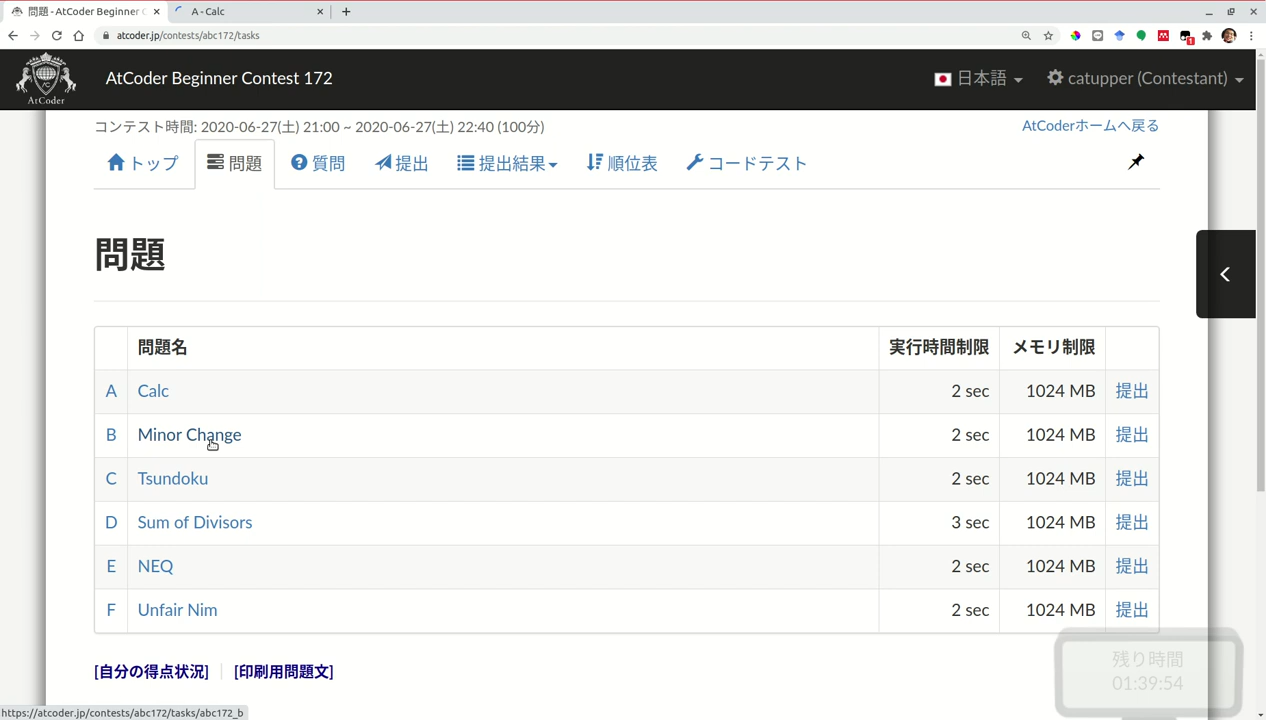 問題 - AtCoder Beginner C
A - Calc
atcoder.jp/contests/abc172/tasks
1
AtCoder
AtCoder Beginner Contest 172
日本語
catupper (Contestant)
コンテスト時間: 2020-06-27(土) 21:00 ~ 2020-06-27(土) 22:40 (100分)
AtCoderホームへ戻る
トップ
問題
質問
提出
提出結果
順位表
コードテスト
問題
問題名 実行時間制限 メモリ制限
A Calc 2 sec 1024 MB 提出
B Minor Change 2 sec 1024 MB 提出
C Tsundoku 2 sec 1024 MB 提出
D Sum of Divisors 3 sec 1024 MB 提出
E NEQ 2 sec 1024 MB 提出
F Unfair Nim 2 sec 1024 MB 提出
[自分の得点状況] [印刷用問題文]
残り時間
01:39:54
https://atcoder.jp/contests/abc172/tasks/abc172_b